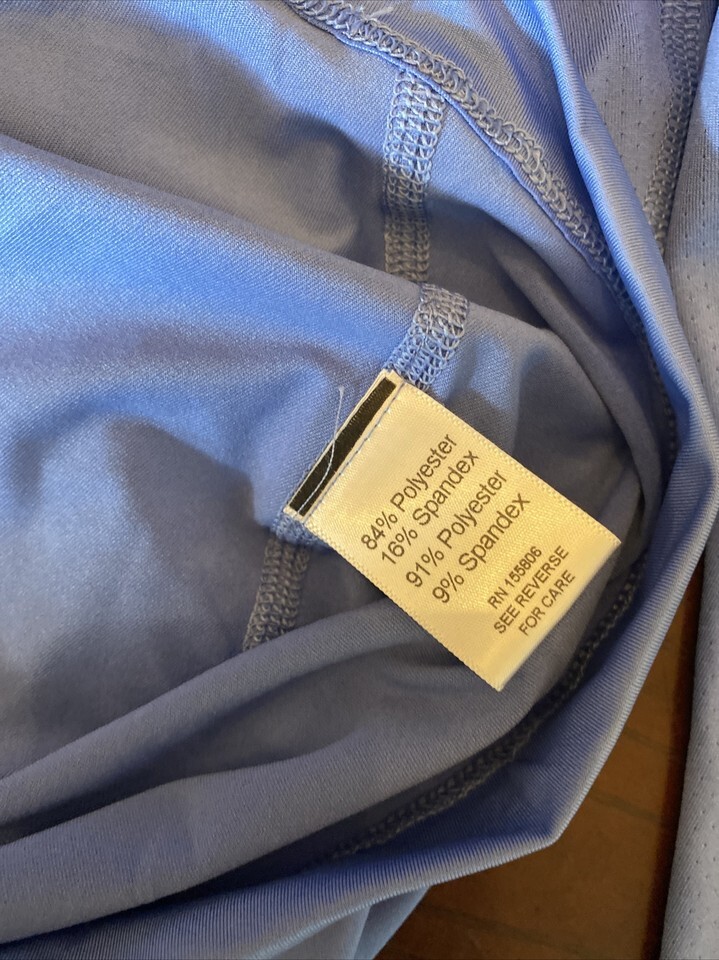 84% Polyester
16% Spandex
91% Polyester
9% Spandex
RN 155806
SEE REVERSE
FOR CARE